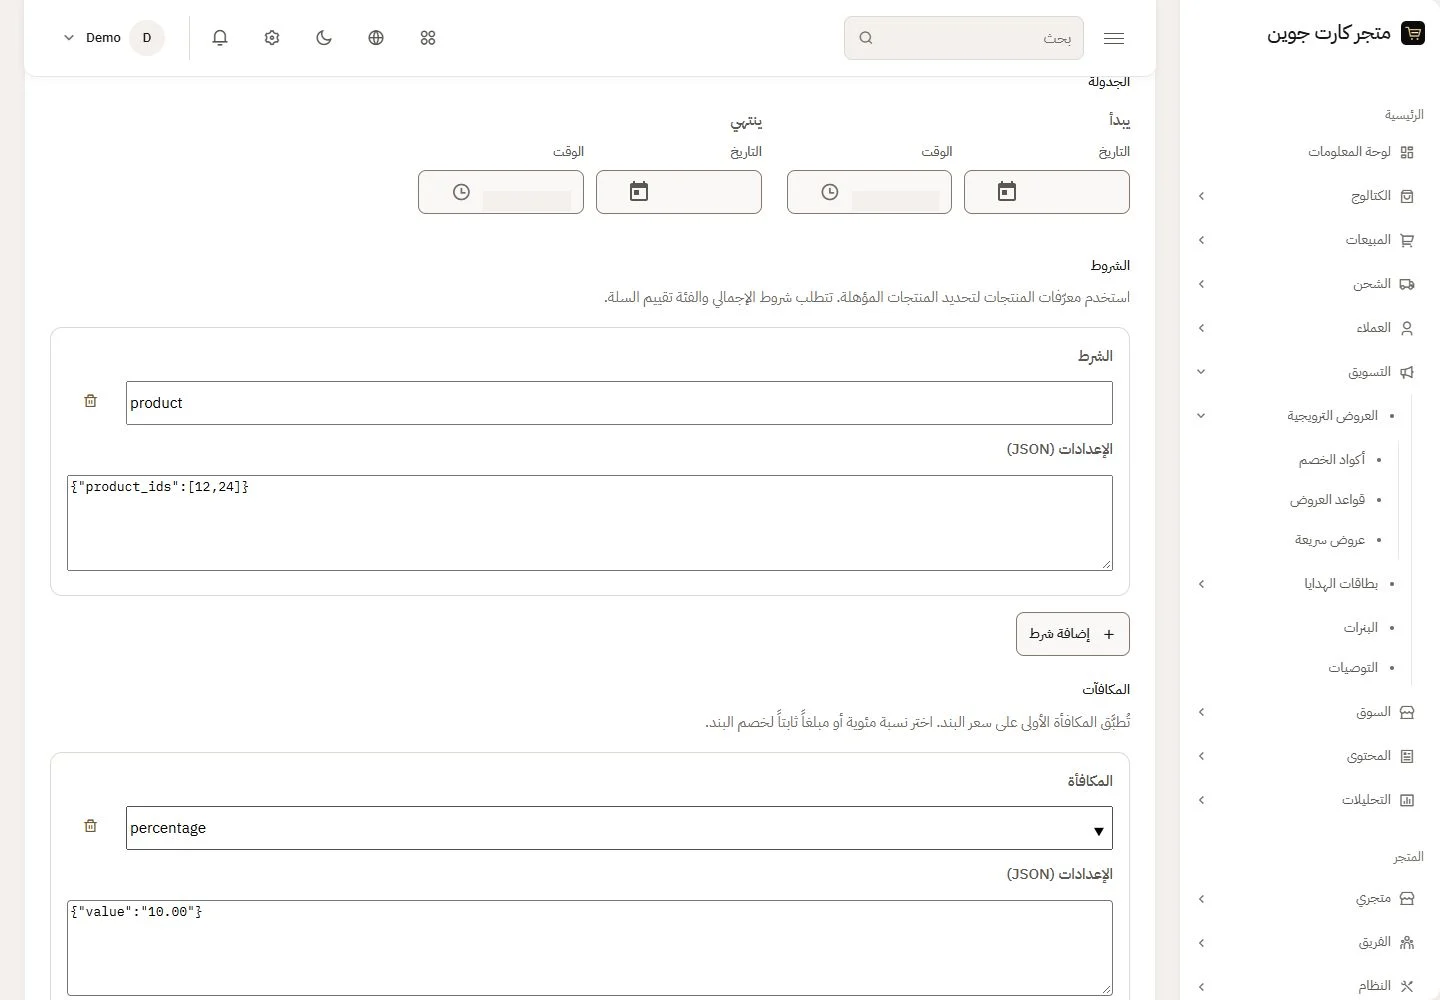 متجر كارت جوين
بحث
D
Demo
الرئيسية
لوحة المعلومات
الكتالوج
المبيعات
الشحن
العملاء
التسويق
العروض الترويجية
أكواد الخصم
قواعد العروض
عروض سريعة
بطاقات الهدايا
البنرات
التوصيات
السوق
المحتوى
التحليلات
المتجر
متجري
الفريق
النظام
الجدولة
يبدأ
ينتهي
التاريخ
الوقت
التاريخ
الوقت
الشروط
استخدم معرّفات المنتجات لتحديد المنتجات المؤهلة. تتطلب شروط الإجمالي والفئة تقييم السلة.
الشرط
product
الإعدادات (JSON)
{"product_ids":[12,24]}
+ إضافة شرط
المكافآت
تُطبَّق المكافأة الأولى على سعر البند. اختر نسبة مئوية أو مبلغاً ثابتاً لخصم البند.
المكافأة
percentage
الإعدادات (JSON)
{"value":"10.00"}